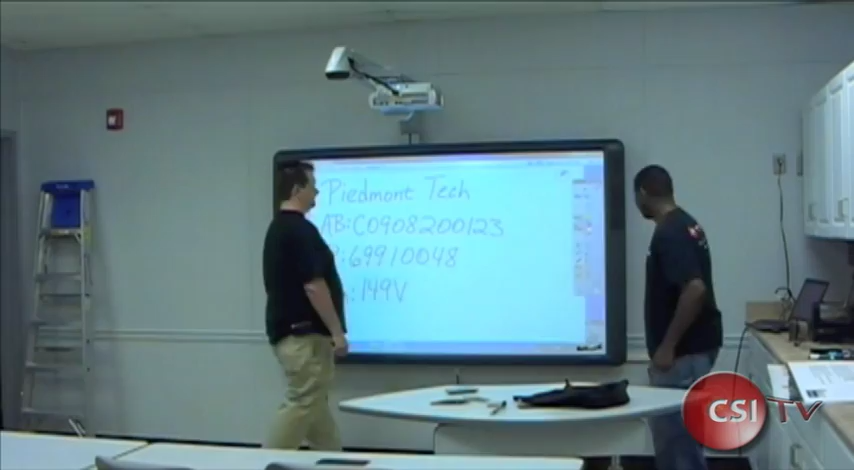 Piedmont Tech
AB:C0908200123
:69910048
:149V
CSI TV